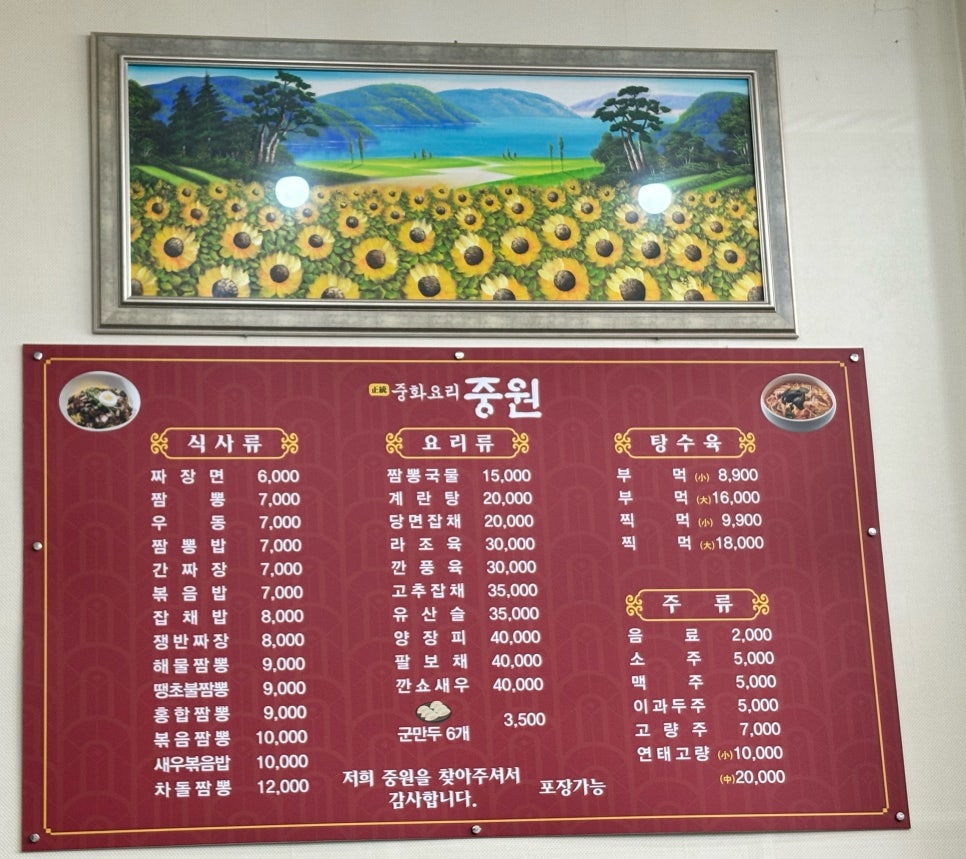 正統 중화요리 중원
식사류
짜장면 6,000
짬뽕 7,000
우동 7,000
짬뽕밥 7,000
간짜장 7,000
볶음밥 7,000
잡채밥 8,000
쟁반짜장 8,000
해물짬뽕 9,000
땡초불짬뽕 9,000
홍합짬뽕 9,000
볶음짬뽕 10,000
새우볶음밥 10,000
차돌짬뽕 12,000
요리류
짬뽕국물 15,000
계란탕 20,000
당면잡채 20,000
라조육 30,000
깐풍육 30,000
고추잡채 35,000
유산슬 35,000
양장피 40,000
팔보채 40,000
깐쇼새우 40,000
군만두 6개 3,500
탕수육
부먹 (小) 8,900
부먹 (大) 16,000
찍먹 (小) 9,900
찍먹 (大) 18,000
주류
음료 2,000
소주 5,000
맥주 5,000
이과두주 5,000
고량주 7,000
연태고량 (小) 10,000
(中) 20,000
저희 중원을 찾아주셔서
감사합니다.
포장가능